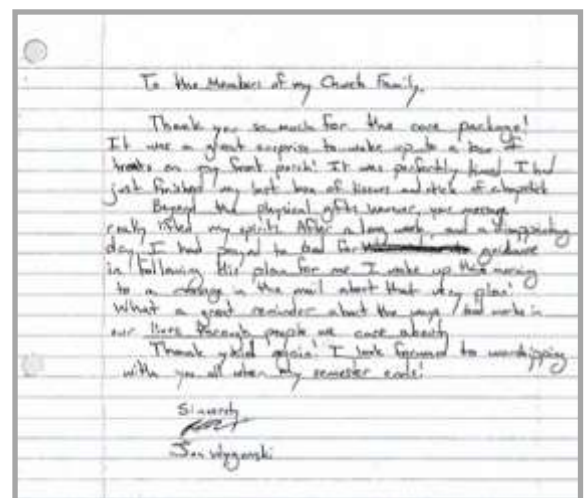 To the Members of my Church Family,
Thank you so much for the care package!
It was a great surprise to wake up to a box of
treats on my front porch! It was perfectly timed I had
just finished my last box of tissues and stick of chapstick
Beyond the physical gifts however, your message
really lifted my spirits. After a long week, and a disappointing
day, I had prayed to God for guidance
in following His plan for me I woke up this morning
to a message in the mail about that very plan!
What a great reminder about the ways God works in
our lives through people we care about
Thank you again! I look forward to worshipping
with you all when my semester ends!
Sincerely